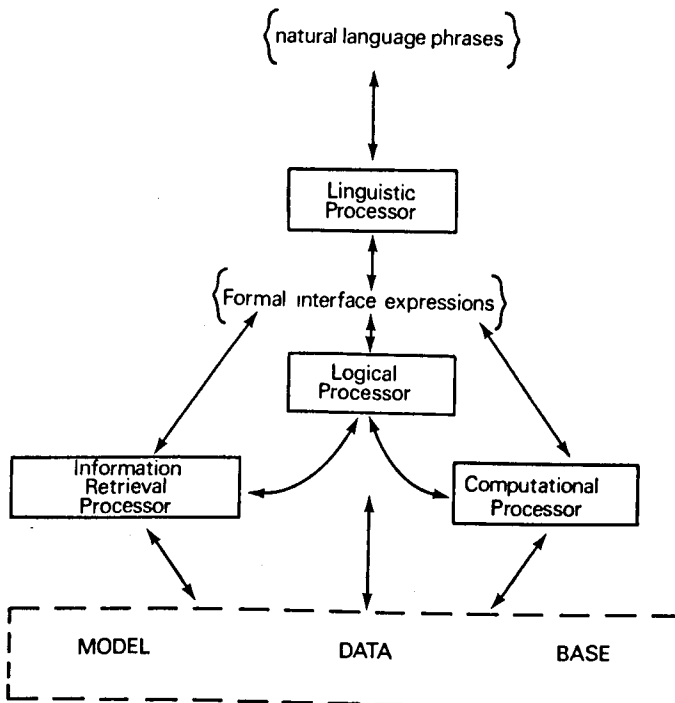 {natural language phrases}
Linguistic
Processor
{Formal interface expressions}
Logical
Processor
Information
Retrieval
Processor
Computational
Processor
MODEL DATA BASE